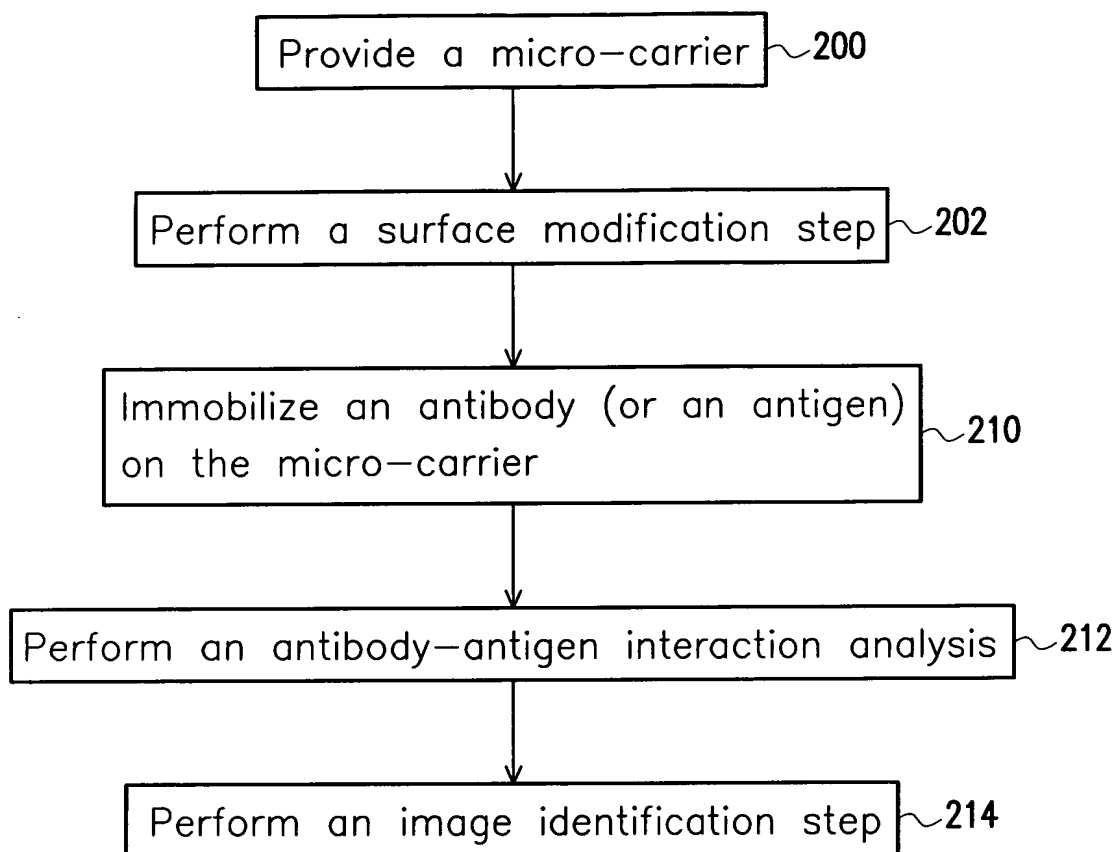 Provide a micro-carrier 200
Perform a surface modification step 202
Immobilize an antibody (or an antigen)
on the micro-carrier 210
Perform an antibody-antigen interaction analysis 212
Perform an image identification step 214